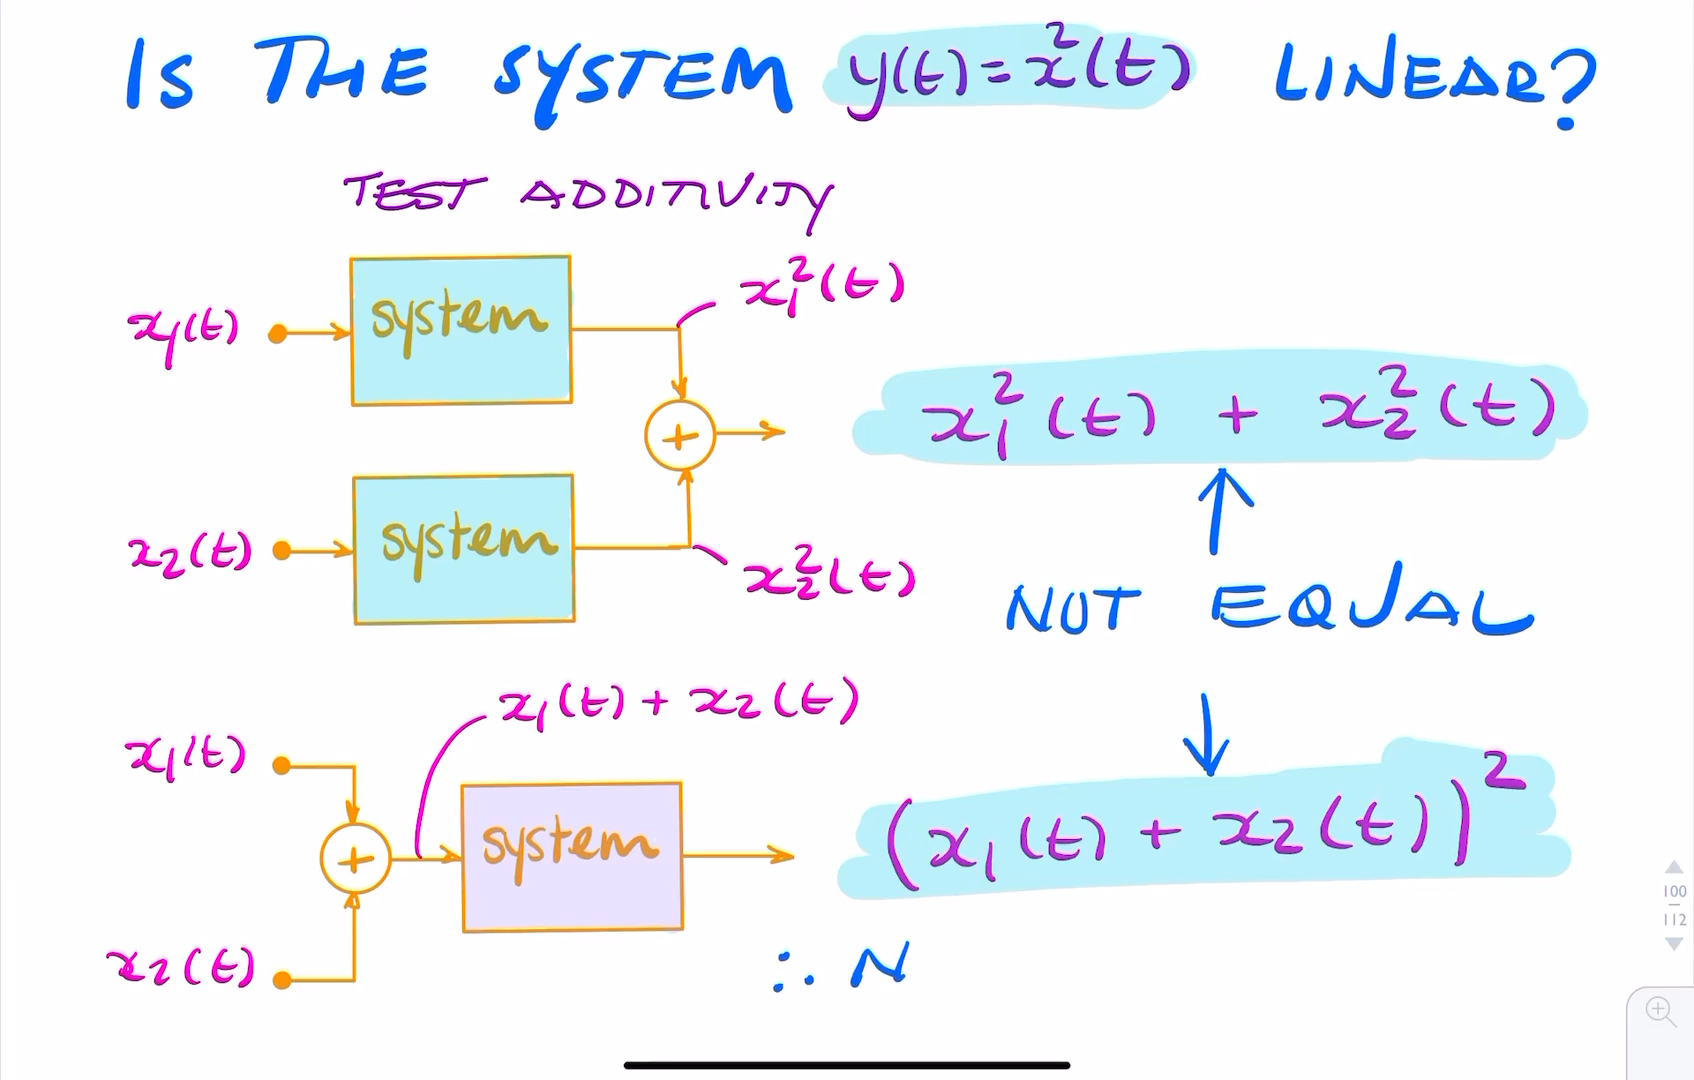 Is THE SYSTEM y(t)=x²(t) LINEAR?
TEST ADDITIVITY
x₁²(t)
x₁(t)
system
x₁²(t) + x₂²(t)
+
x₂(t)
system
x₂²(t)
NOT EQUAL
x₁(t) + x₂(t)
x₁(t)
system
(x₁(t) + x₂(t))²
+
100
112
x₂(t)
∴ N